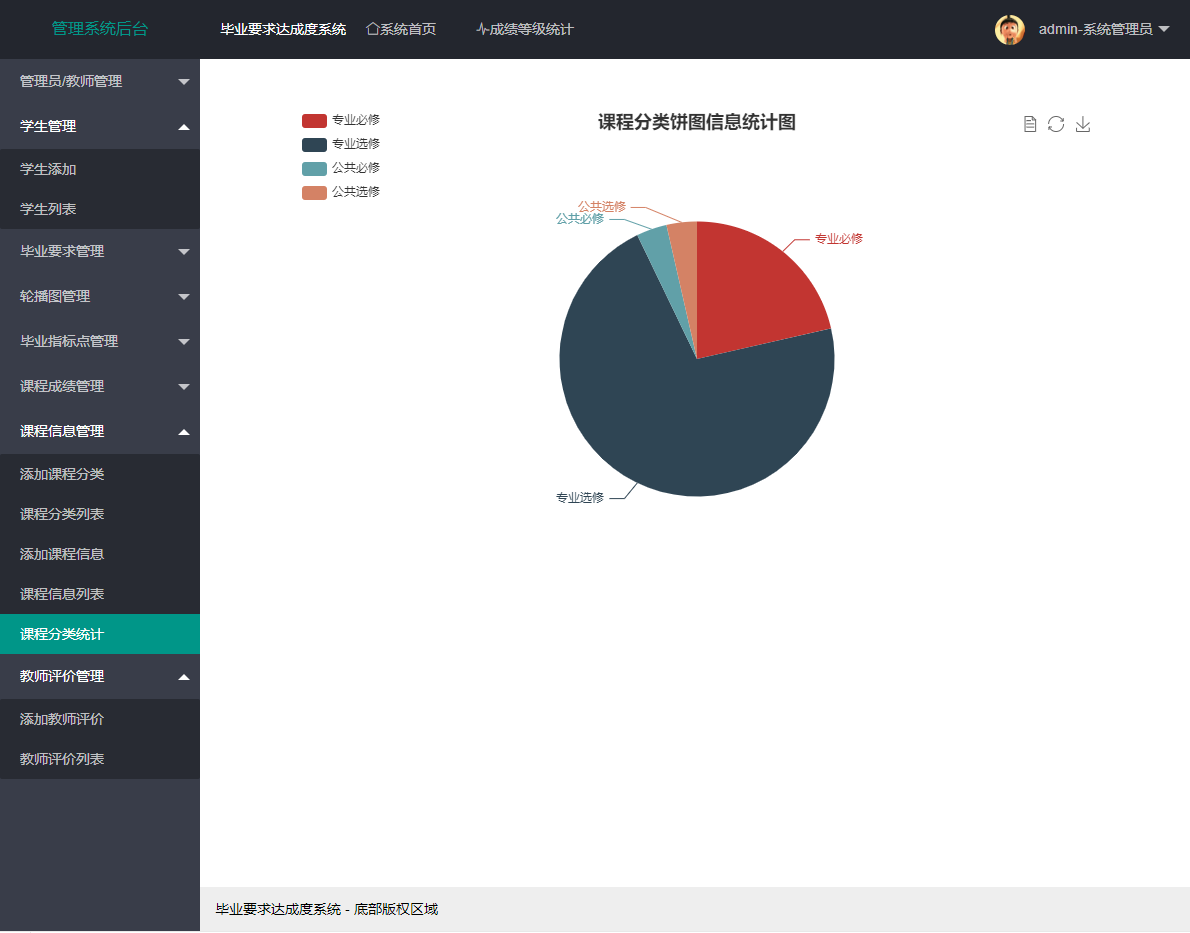 管理系统后台
毕业要求达成度系统
系统首页
成绩等级统计
admin-系统管理员
管理员/教师管理
学生管理
学生添加
学生列表
毕业要求管理
轮播图管理
毕业指标点管理
课程成绩管理
课程信息管理
添加课程分类
课程分类列表
添加课程信息
课程信息列表
课程分类统计
教师评价管理
添加教师评价
教师评价列表
专业必修
专业选修
公共必修
公共选修
课程分类饼图信息统计图
公共选修
公共必修
专业必修
专业选修
毕业要求达成度系统 - 底部版权区域